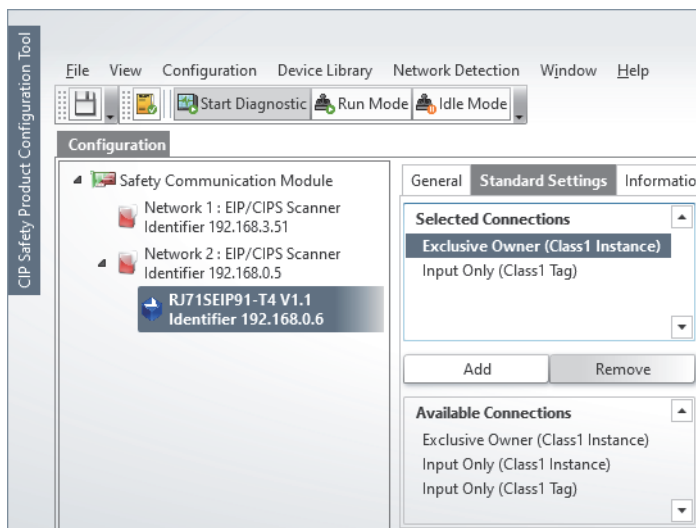 CIP Safety Product Configuration Tool
File View Configuration Device Library Network Detection Window Help
Start Diagnostic Run Mode Idle Mode
Configuration
Safety Communication Module
Network 1 : EIP/CIPS Scanner
Identifier 192.168.3.51
Network 2 : EIP/CIPS Scanner
Identifier 192.168.0.5
RJ71SEIP91-T4 V1.1
Identifier 192.168.0.6
General Standard Settings Informatio
Selected Connections
Exclusive Owner (Class1 Instance)
Input Only (Class1 Tag)
Add Remove
Available Connections
Exclusive Owner (Class1 Instance)
Input Only (Class1 Instance)
Input Only (Class1 Tag)